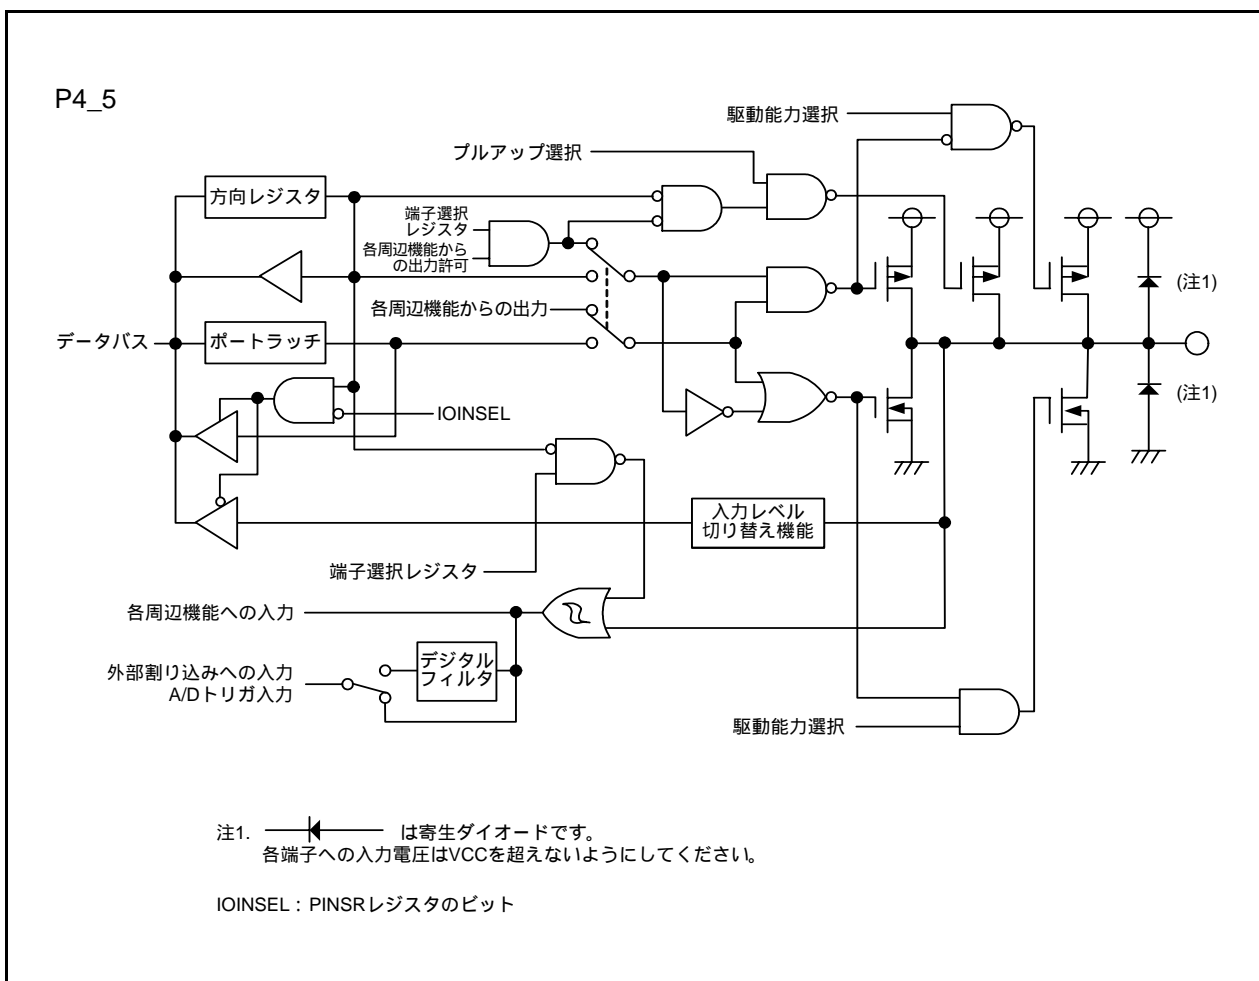 P4_5
駆動能力選択
プルアップ選択
方向レジスタ
端子選択
レジスタ
各周辺機能から
の出力許可
(注1)
各周辺機能からの出力
データバス
ポートラッチ
(注1)
IOINSEL
入力レベル
切り替え機能
端子選択レジスタ
各周辺機能への入力
デジタル
フィルタ
外部割り込みへの入力
A/Dトリガ入力
駆動能力選択
注1. は寄生ダイオードです。
各端子への入力電圧はVCCを超えないようにしてください。
IOINSEL : PINSRレジスタのビット